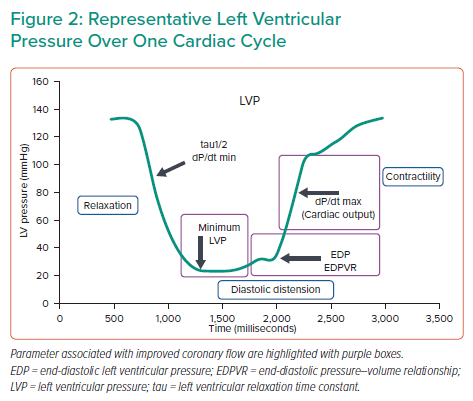 Figure 2: Representative Left Ventricular
Pressure Over One Cardiac Cycle
160
140
120
100
80
60
40
20
0
LV pressure (mmHg)
LVP
tau1/2
dP/dt min
Relaxation
Minimum
LVP
Contractility
dP/dt max
(Cardiac output)
EDP
EDPVR
Diastolic distension
0
500
1,000
1,500
2,000
2,500
3,000
3,500
Time (milliseconds)
Parameter associated with improved coronary flow are highlighted with purple boxes.
EDP = end-diastolic left ventricular pressure; EDPVR = end-diastolic pressure–volume relationship;
LVP = left ventricular pressure; tau = left ventricular relaxation time constant.